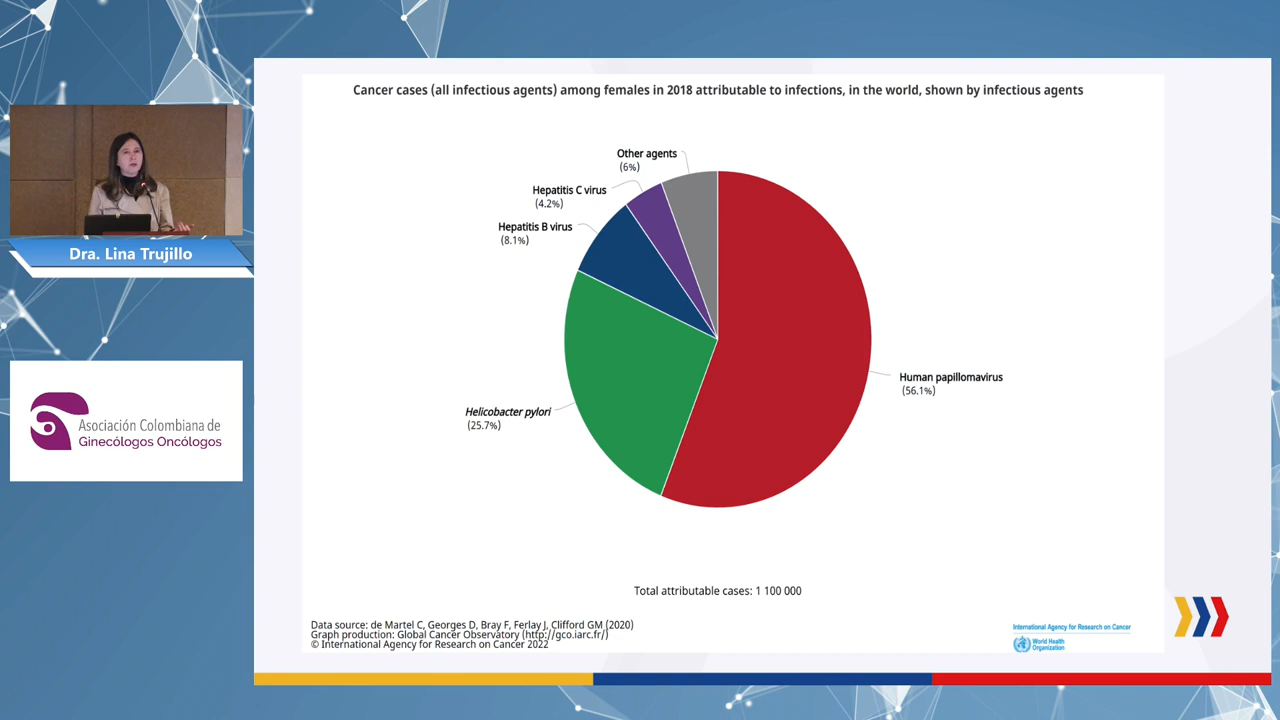 Cancer cases (all infectious agents) among females in 2018 attributable to infections, in the world, shown by infectious agents
Other agents
(6%)
Hepatitis C virus
(4.2%)
Hepatitis B virus
(8.1%)
Human papillomavirus
(56.1%)
Helicobacter pylori
(25.7%)
Total attributable cases: 1 100 000
Data source: de Martel C, Georges D, Bray F, Ferlay J, Clifford GM (2020)
Graph production: Global Cancer Observatory (http://gco.iarc.fr/)
© International Agency for Research on Cancer 2022
International Agency for Research on Cancer
World Health
Organization
Dra. Lina Trujillo
Asociación Colombiana de
Ginecólogos Oncólogos